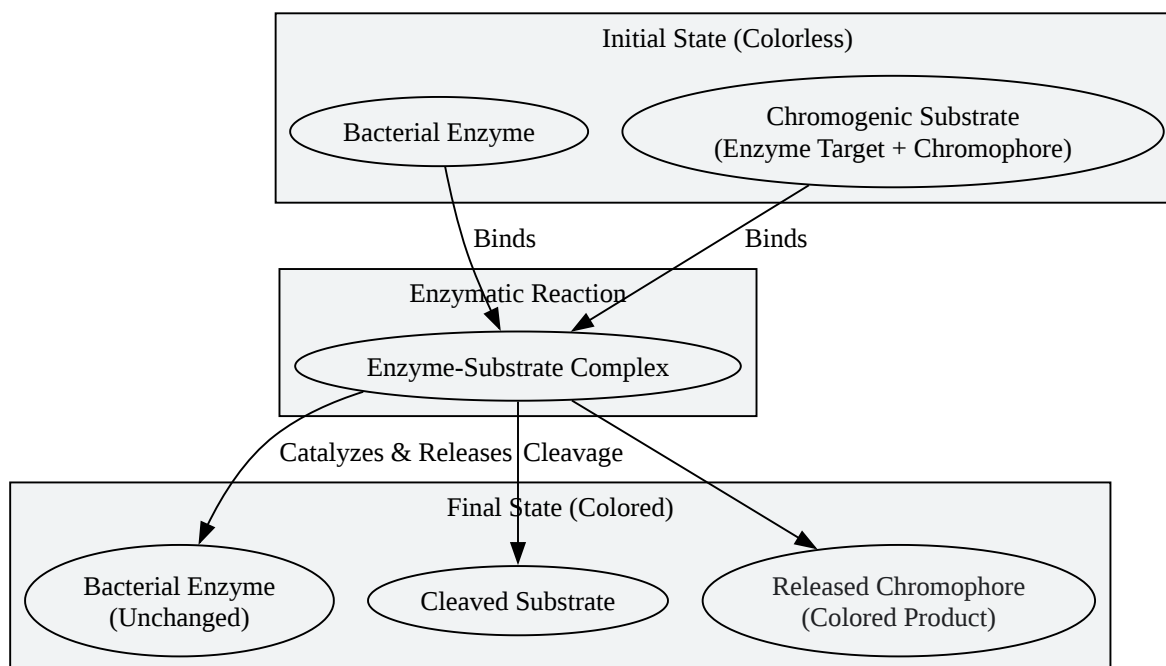 Initial State (Colorless)
Bacterial Enzyme
Chromogenic Substrate
(Enzyme Target + Chromophore)
Binds
Binds
Enzymatic Reaction
Enzyme-Substrate Complex
Catalyzes & Releases
Cleavage
Final State (Colored)
Bacterial Enzyme
(Unchanged)
Cleaved Substrate
Released Chromophore
(Colored Product)